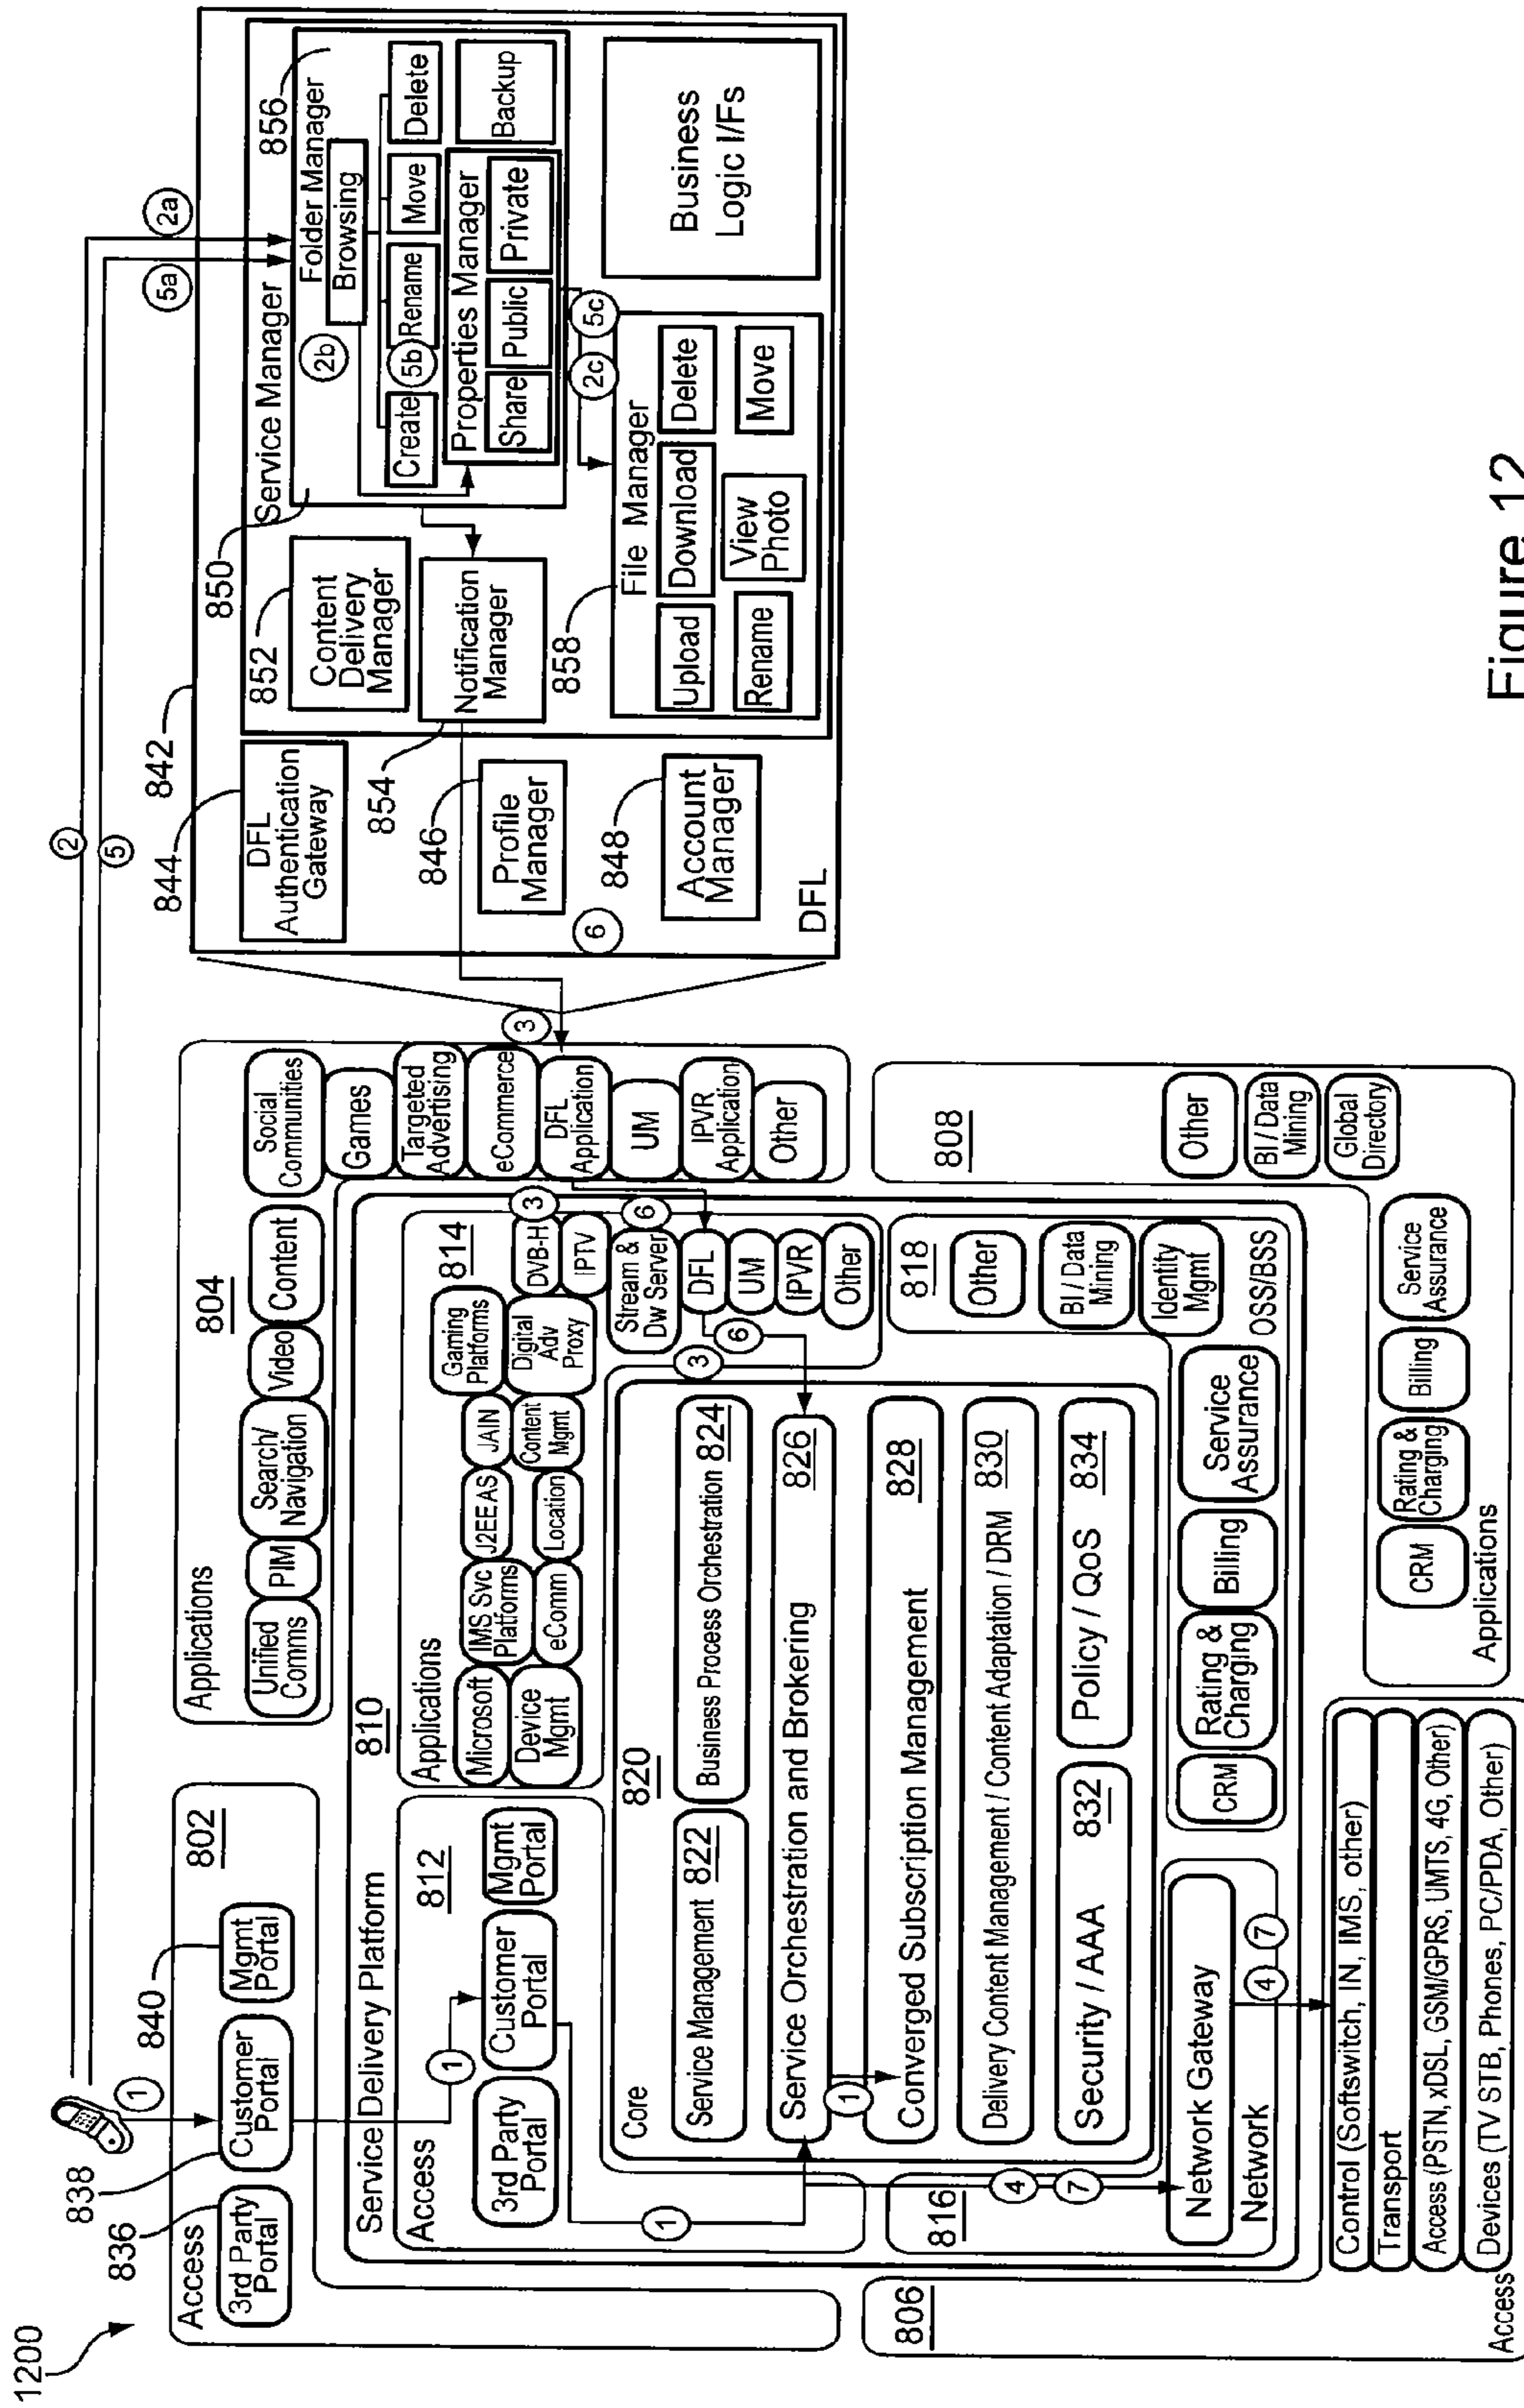 1200
Access
802
836
838
840
3rd Party
Portal
Customer
Portal
Mgmt
Portal
1
2
5
Applications
804
Unified
Comms
PIM
Search/
Navigation
Video
Content
Social
Communities
Games
Targeted
Advertising
eCommerce
DFL
Application
UM
IPVR
Application
Other
3
Service Delivery Platform
810
Access
812
3rd Party
Portal
Customer
Portal
Mgmt
Portal
1
1
Applications
814
Microsoft
IMS Svc
Platforms
J2EE AS
JAIN
Gaming
Platforms
Device
Mgmt
eComm
Location
Content
Mgmt
Digital
Adv
Proxy
DVB-H
IPTV
3
6
Stream &
Dw Server
DFL
UM
IPVR
Other
3
6
Core
820
Service Management 822
Business Process Orchestration 824
Service Orchestration and Brokering
826
1
Converged Subscription Management
828
Delivery Content Management / Content Adaptation / DRM
830
Security / AAA
832
Policy / QoS
834
818
Other
BI / Data
Mining
Identity
Mgmt
OSS/BSS
CRM
Rating &
Charging
Billing
Service
Assurance
816
4
7
Network Gateway
Network
4
7
806
Control (Softswitch, IN, IMS, other)
Transport
Access (PSTN, xDSL, GSM/GPRS, UMTS, 4G, Other)
Devices (TV STB, Phones, PC/PDA, Other)
Access
808
Other
BI / Data
Mining
Global
Directory
CRM
Rating &
Charging
Billing
Service
Assurance
Applications
842
844
DFL
Authentication
Gateway
846
Profile
Manager
848
Account
Manager
6
DFL
5a
2a
850
Service Manager
852
Content
Delivery
Manager
854
Notification
Manager
856
Folder Manager
Browsing
2b
Create
5b
Rename
Move
Delete
Properties Manager
Share
Public
Private
Backup
2c
5c
858
File Manager
Upload
Download
Delete
Rename
View
Photo
Move
Business
Logic I/Fs
Figure 12